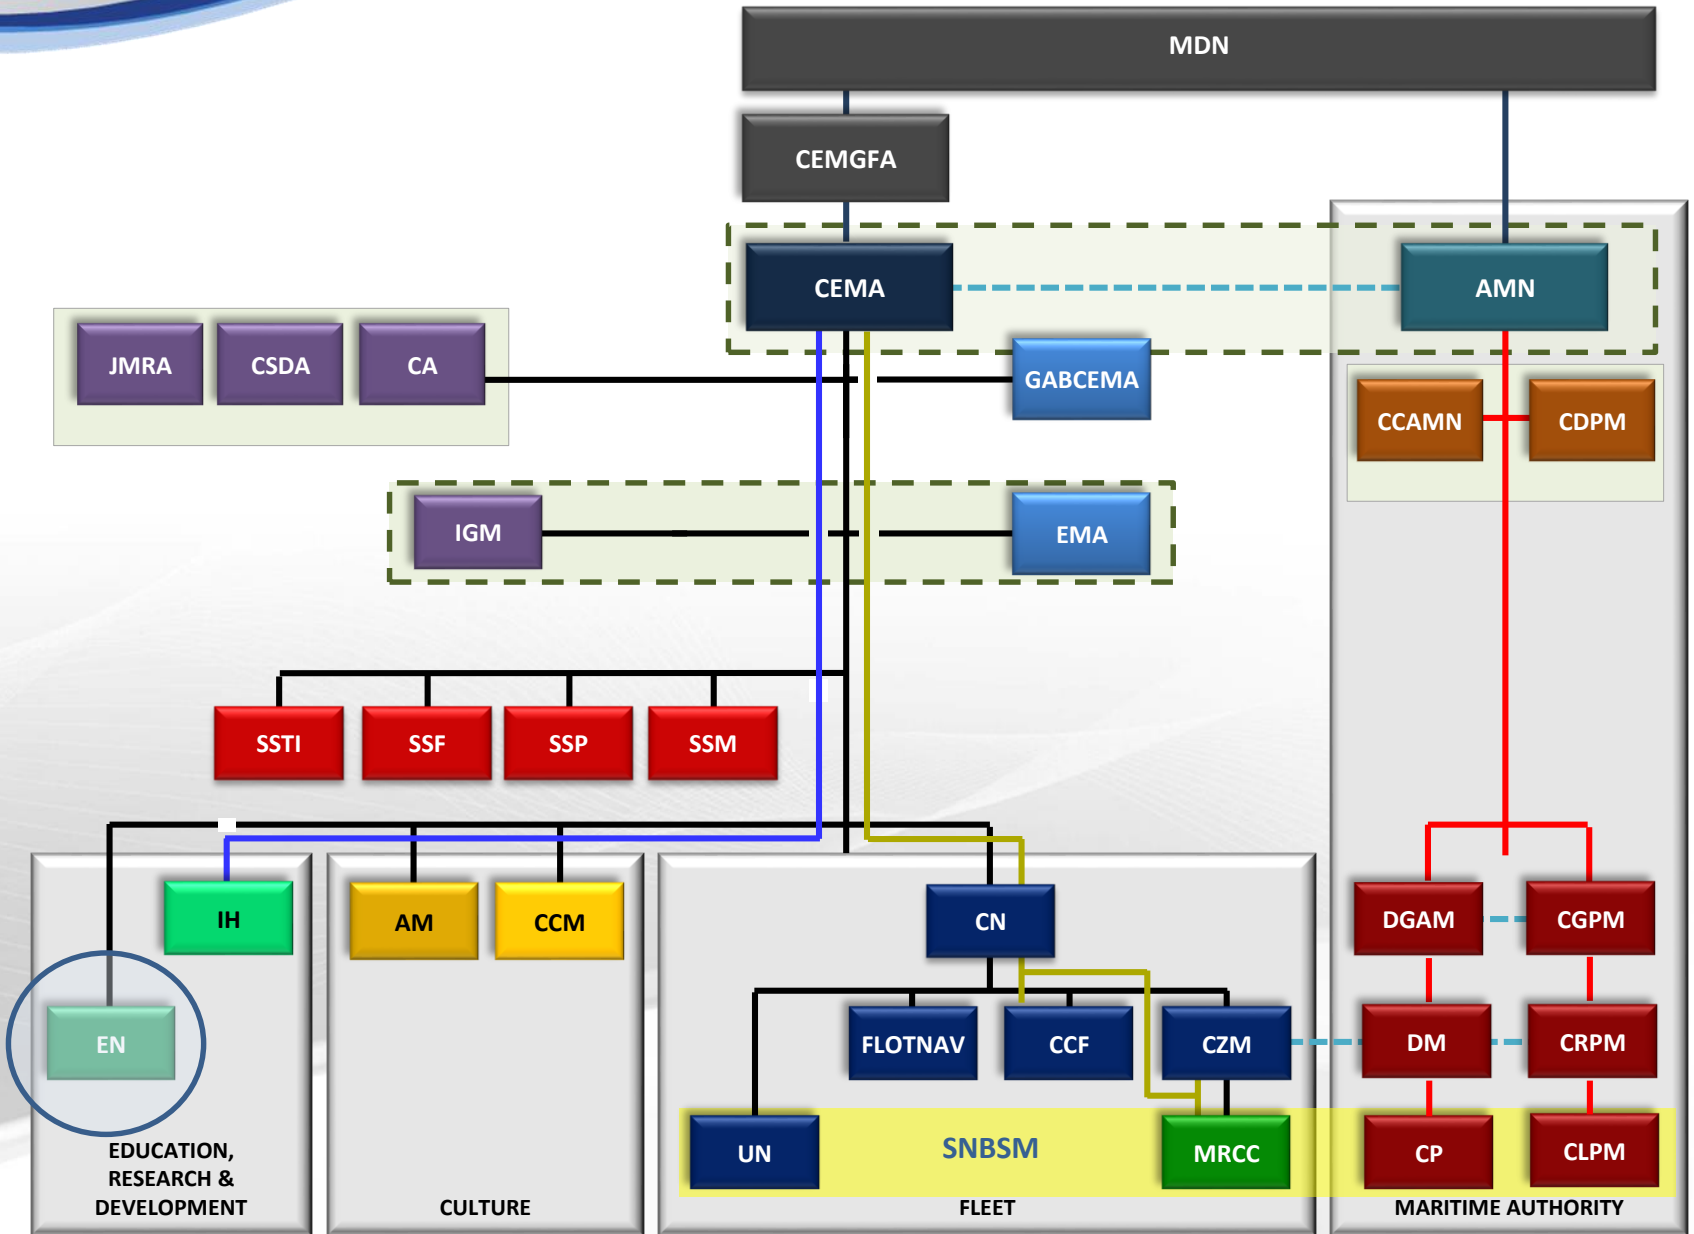 MDN
CEMGFA
CEMA
AMN
JMRA
CSDA
CA
GABCEMA
CCAMN
CDPM
IGM
EMA
SSTI
SSF
SSP
SSM
IH
AM
CCM
CN
DGAM
CGPM
EN
FLOTNAV
CCF
CZM
DM
CRPM
UN
SNBSM
MRCC
CP
CLPM
EDUCATION,
RESEARCH &
DEVELOPMENT
CULTURE
FLEET
MARITIME AUTHORITY